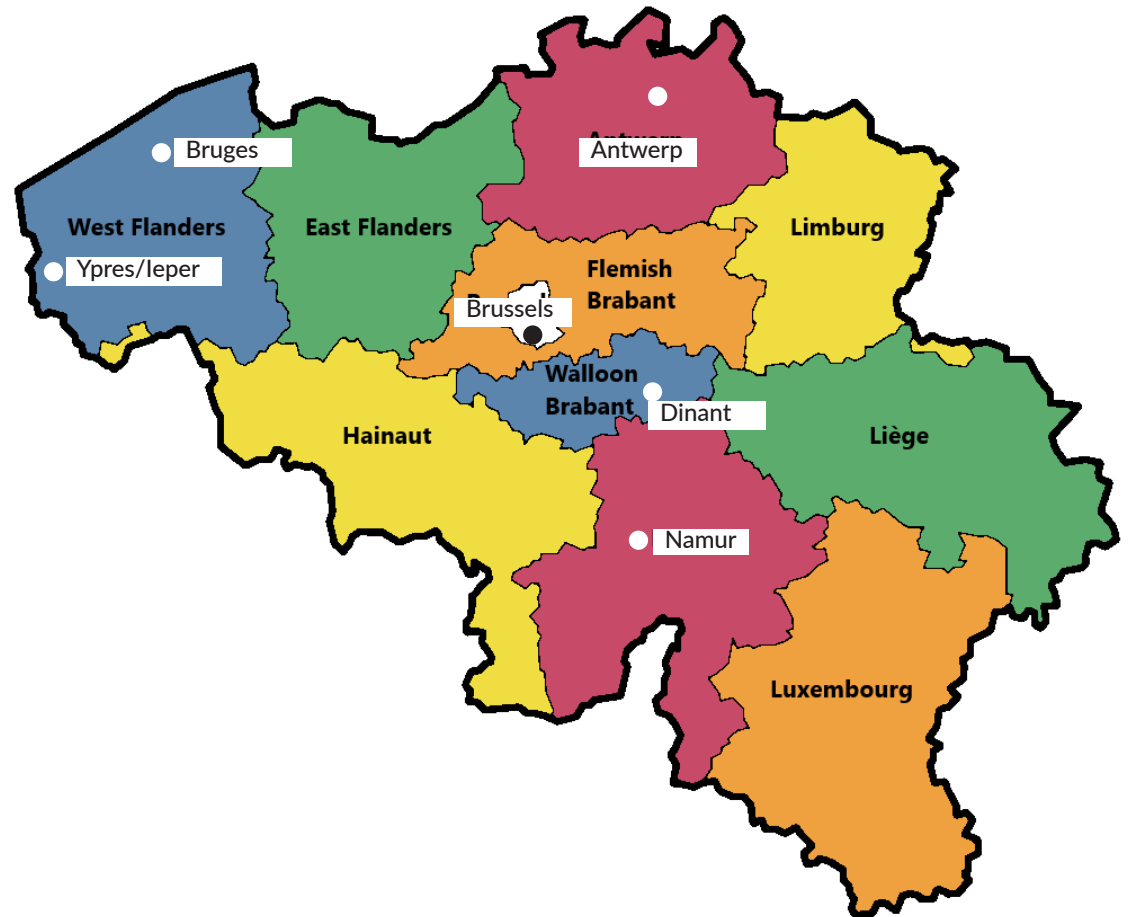 Antwerp
Bruges
West Flanders
East Flanders
Limburg
Ypres/Ieper
Flemish
Brabant
Brussels
Walloon
Brabant
Dinant
Hainaut
Liège
Namur
Luxembourg